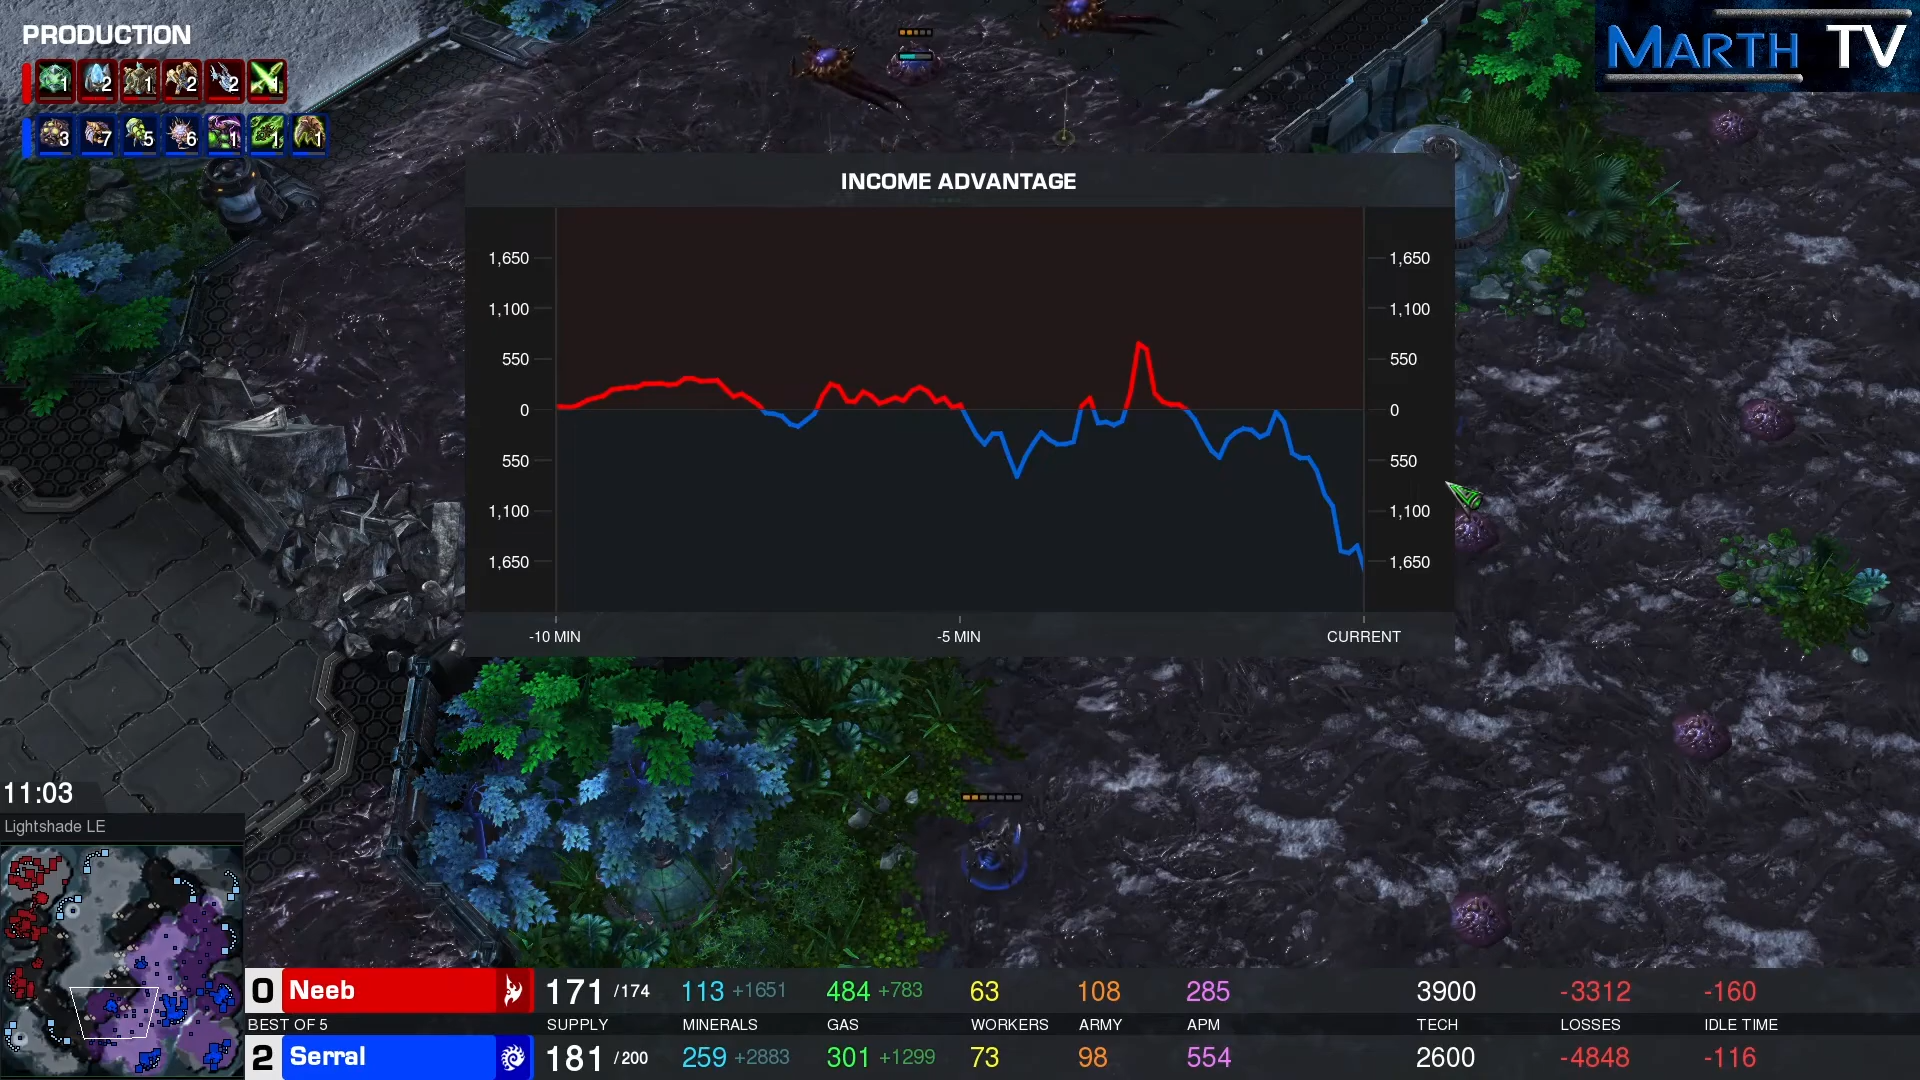 PRODUCTION
MARTH TV
1 2 1 2 2 1
3 7 5 6 1 1 1
INCOME ADVANTAGE
1,650 1,650
1,100 1,100
550 550
0 0
550 550
1,100 1,100
1,650 1,650
-10 MIN -5 MIN CURRENT
11:03
Lightshade LE
0 Neeb 171 /174 113 +1651 484 +783 63 108 285 3900 -3312 -160
BEST OF 5 SUPPLY MINERALS GAS WORKERS ARMY APM TECH LOSSES IDLE TIME
2 Serral 181 /200 259 +2883 301 +1299 73 98 554 2600 -4848 -116